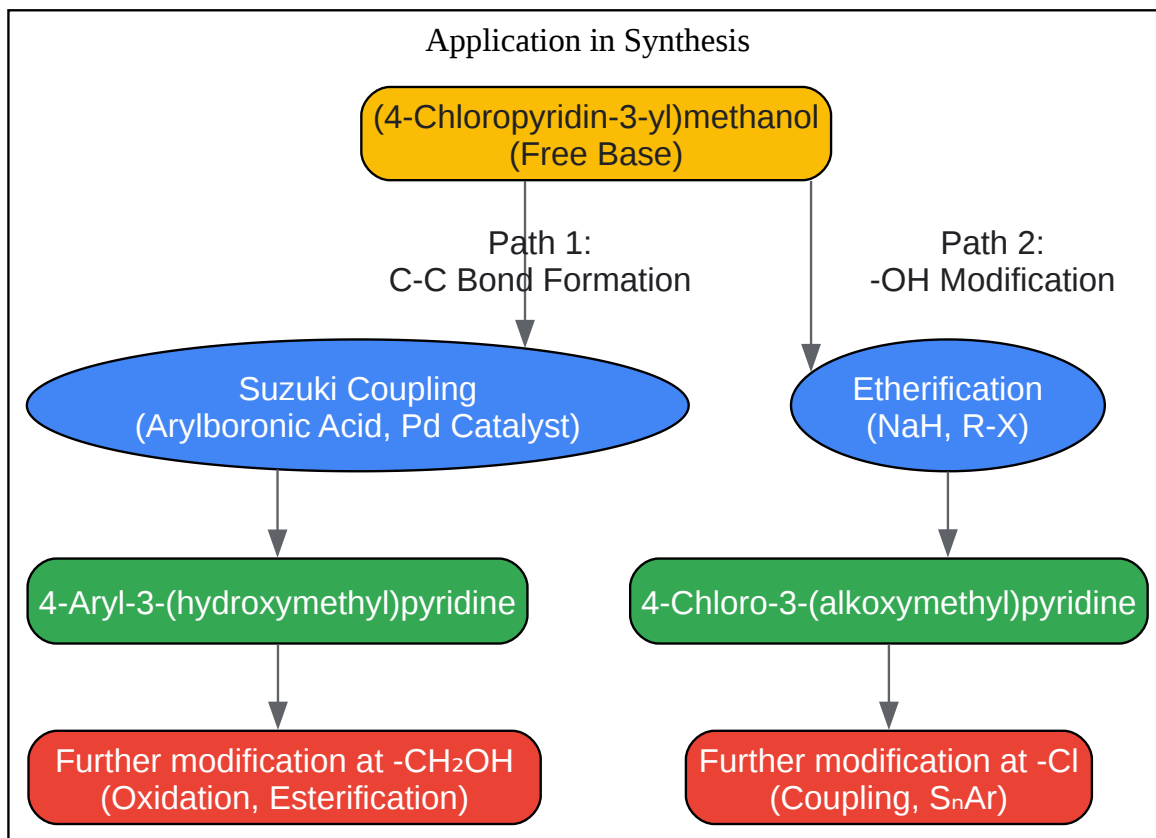 Application in Synthesis
(4-Chloropyridin-3-yl)methanol
(Free Base)
Path 1:
C-C Bond Formation
Path 2:
-OH Modification
Suzuki Coupling
(Arylboronic Acid, Pd Catalyst)
Etherification
(NaH, R-X)
4-Aryl-3-(hydroxymethyl)pyridine
4-Chloro-3-(alkoxymethyl)pyridine
Further modification at -CH₂OH
(Oxidation, Esterification)
Further modification at -Cl
(Coupling, SₙAr)